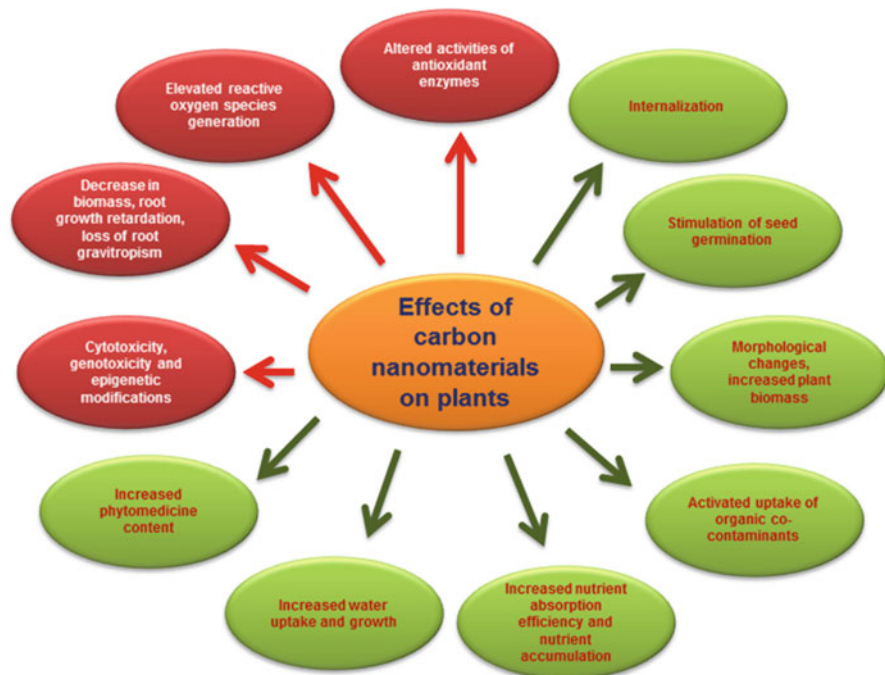 Altered activities of
antioxidant
enzymes
Elevated reactive
oxygen species
generation
Internalization
Decrease in
biomass, root
growth retardation,
loss of root
gravitropism
Stimulation of seed
germination
Effects of
carbon
nanomaterials
on plants
Cytotoxicity,
genotoxicity and
epigenetic
modifications
Morphological
changes,
increased plant
biomass
Increased
phytomedicine
content
Activated uptake of
organic co-
contaminants
Increased water
uptake and growth
Increased nutrient
absorption
efficiency and
nutrient
accumulation